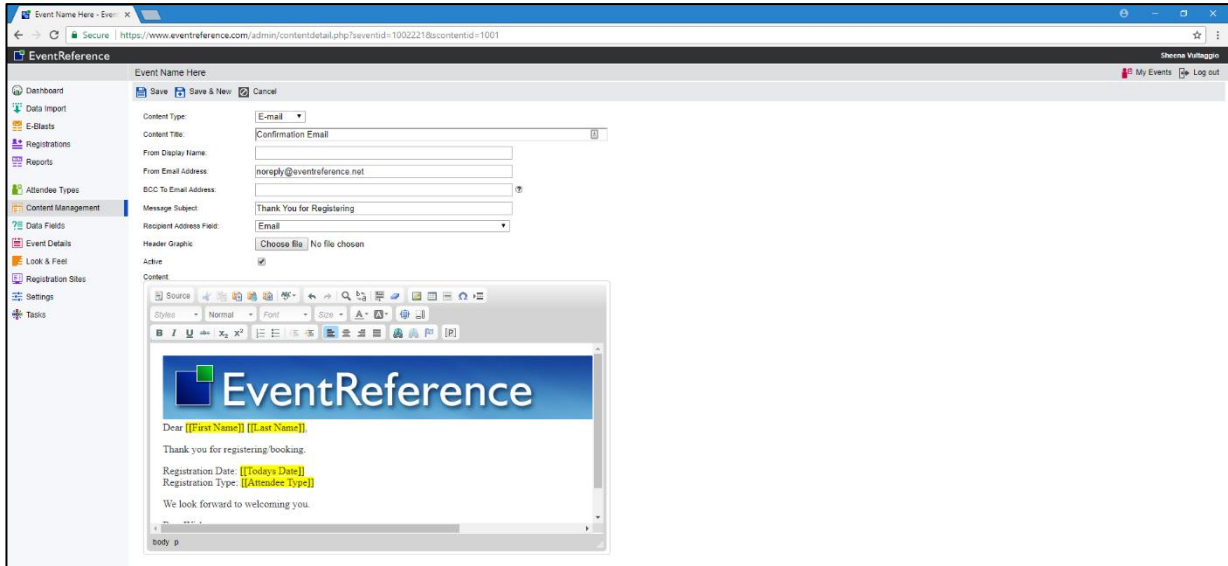 Event Name Here - Even
Secure https://www.eventreference.com/admin/contentdetail.php?seventid=1002221&scontentid=1001
EventReference
Sheena Vultaggio
Event Name Here
My Events Log out
Dashboard
Data Import
E-Blasts
Registrations
Reports
Attendee Types
Content Management
Data Fields
Event Details
Look & Feel
Registration Sites
Settings
Tasks
Save Save & New Cancel
Content Type: E-mail
Content Title: Confirmation Email
From Display Name:
From Email Address: noreply@eventreference.net
BCC To Email Address:
Message Subject: Thank You for Registering
Recipient Address Field: Email
Header Graphic Choose file No file chosen
Active
Content:
Source
Styles Normal Font Size A A
B I U abc x₂ x² [P]
EventReference
Dear [[First Name]] [[Last Name]],
Thank you for registering/booking.
Registration Date: [[Todays Date]]
Registration Type: [[Attendee Type]]
We look forward to welcoming you.
body p